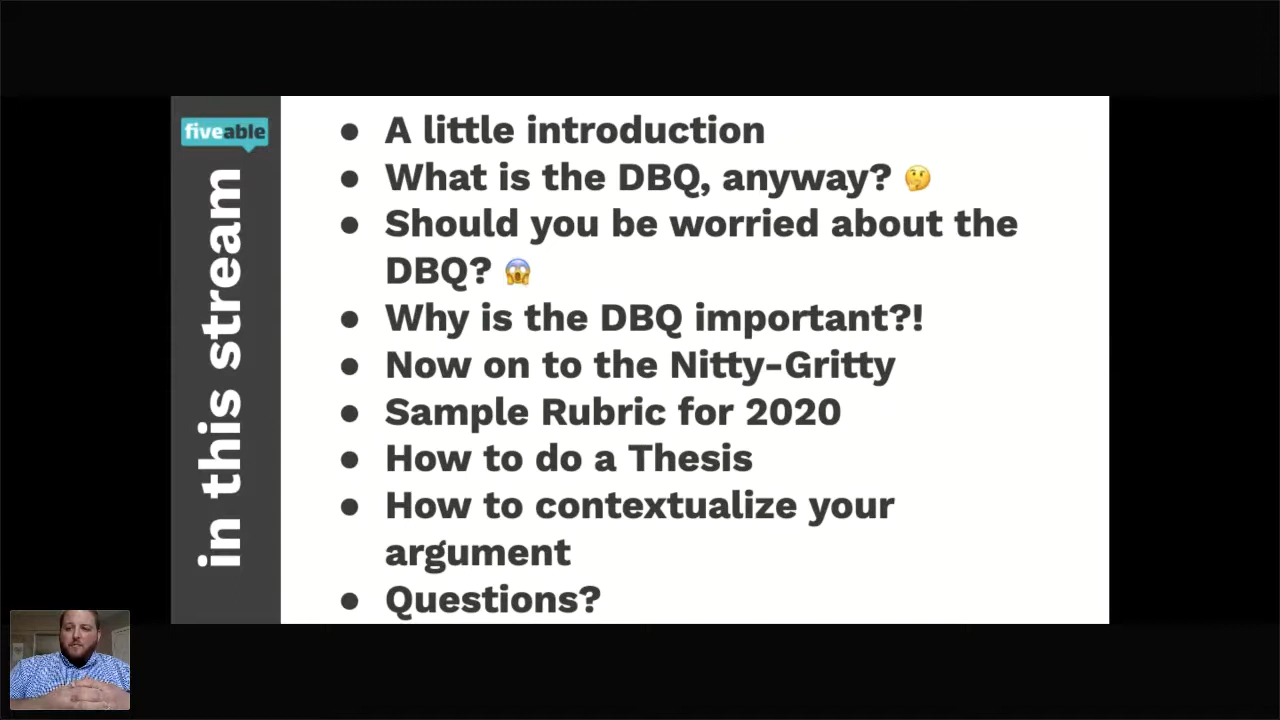 fiveable
in this stream
● A little introduction
● What is the DBQ, anyway? 🤔
● Should you be worried about the
DBQ? 😱
● Why is the DBQ important?!
● Now on to the Nitty-Gritty
● Sample Rubric for 2020
● How to do a Thesis
● How to contextualize your
argument
● Questions?